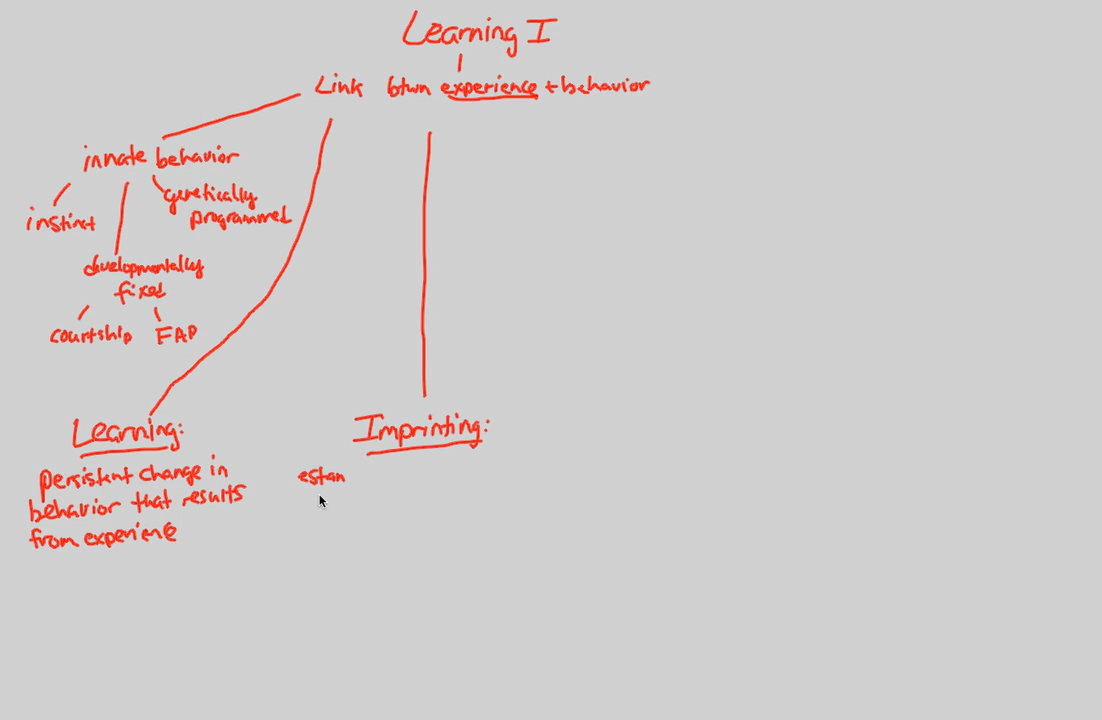 Learning I
Link btwn experience + behavior
innate behavior
instinct
genetically
programmed
developmentally
fixed
courtship
FAP
Learning:
persistent change in
behavior that results
from experience
Imprinting:
estan